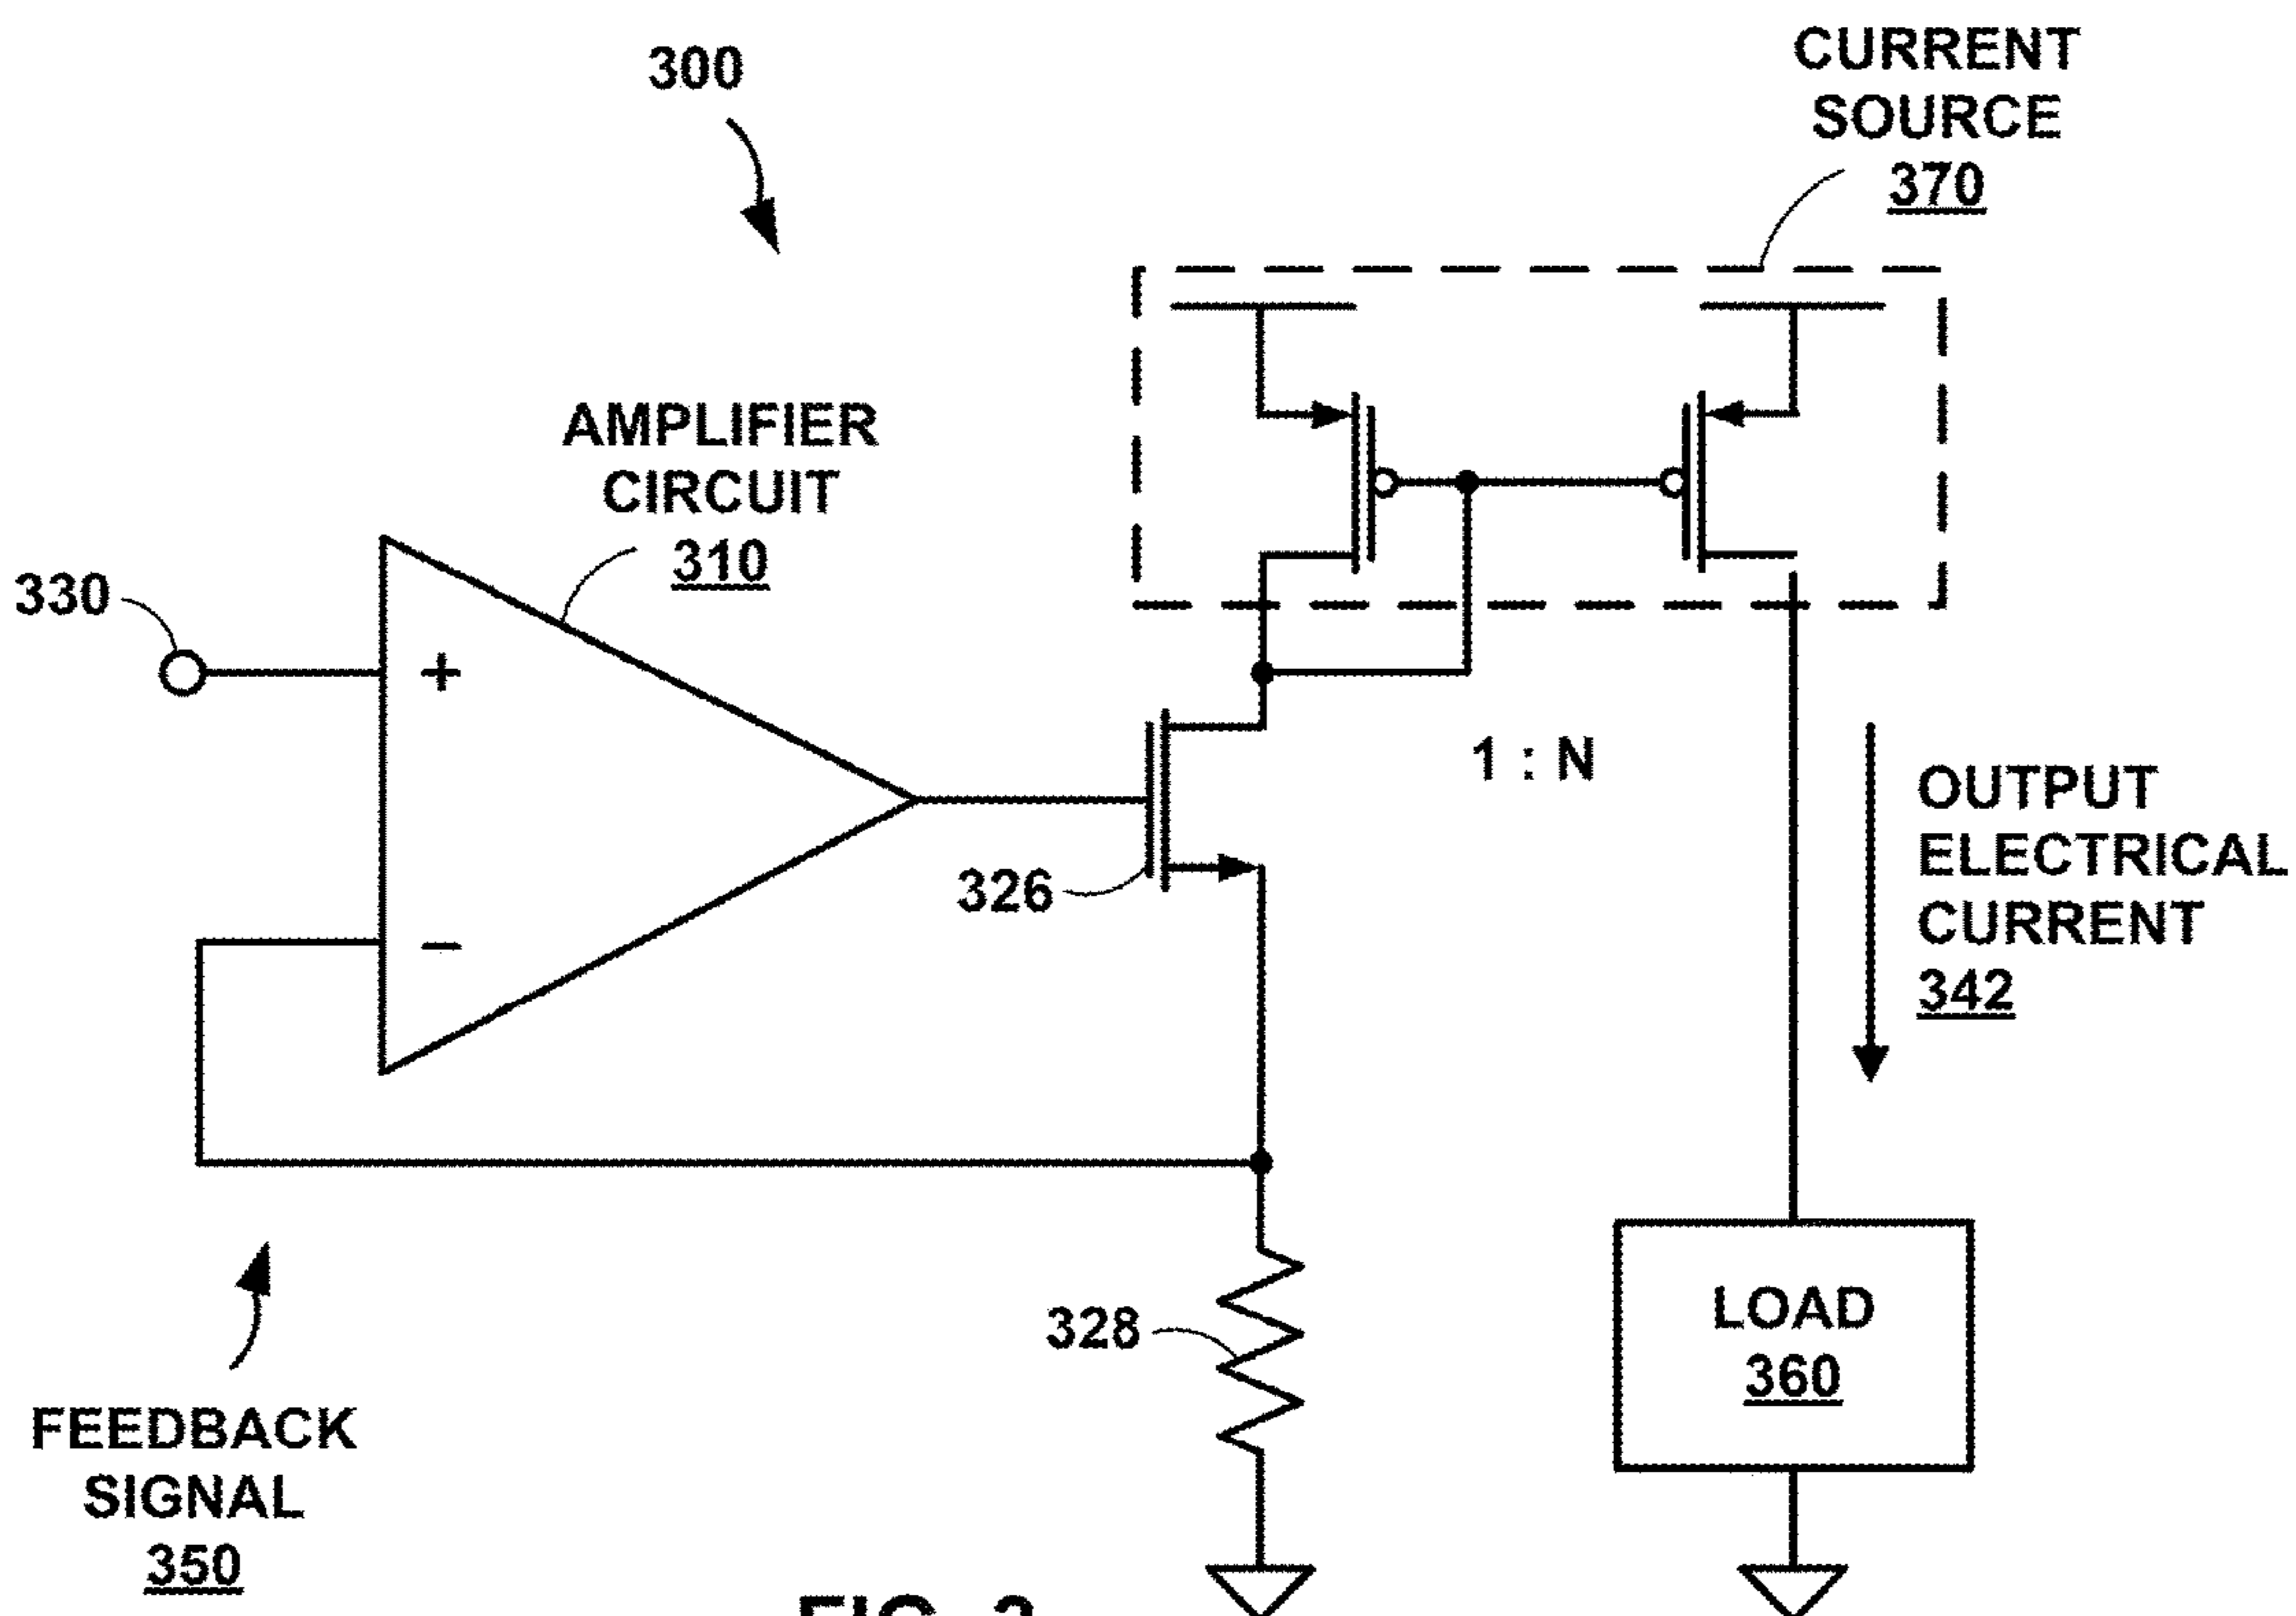 300
CURRENT
SOURCE
370
AMPLIFIER
CIRCUIT
310
330
+
−
326
1 : N
OUTPUT
ELECTRICAL
CURRENT
342
328
LOAD
360
FEEDBACK
SIGNAL
350